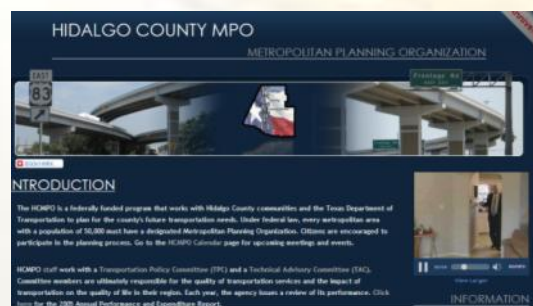 HIDALGO COUNTY MPO
METROPOLITAN PLANNING ORGANIZATION
EAST
83
Frontage Rd
NTRODUCTION
The HCMPO is a federally funded program that works with Hidalgo County communities and the Texas Department of
Transportation to plan for the county's future transportation needs. Under federal law, every metropolitan area
with a population of 50,000 must have a designated Metropolitan Planning Organization. Citizens are encouraged to
participate in the planning process. Go to the HCMPO Calendar page for upcoming meetings and events.
HCMPO staff work with a Transportation Policy Committee (TPC) and a Technical Advisory Committee (TAC).
Committee members are ultimately responsible for the quality of transportation services and the impact of
transportation on the quality of life in their region. Each year, the agency issues a review of its performance. Click
here for the 2005 Annual Performance and Expenditure Report.
View Larger
INFORMATION